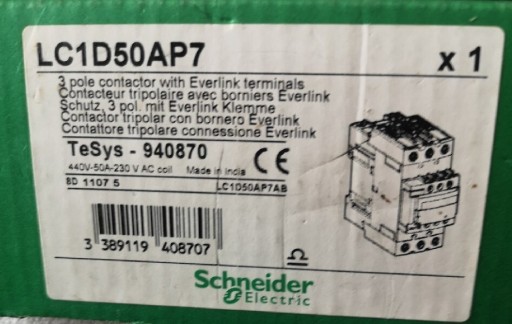 LC1D50AP7 x 1
3 pole contactor with Everlink terminals
Contacteur tripolaire avec borniers Everlink
Schutz, 3 pol. mit Everlink Klemme
Contactor tripolar con bornero Everlink
Contattore tripolare connessione Everlink
TeSys - 940870 CE
440V-50A-230 V AC coil Made in India
8D 1107 5 LC1D50AP7AB
3 389119 408707
Schneider
Electric